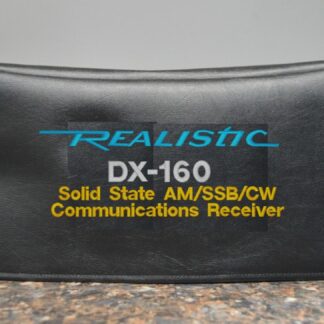 REALISTIC
DX-160
Solid State AM/SSB/CW
Communications Receiver